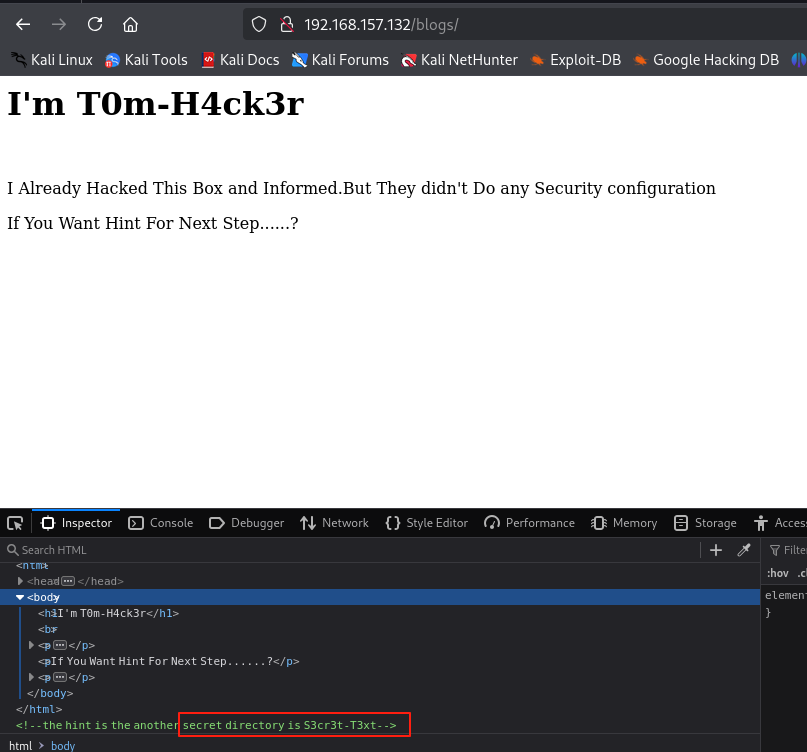 192.168.157.132/blogs/
Kali Linux Kali Tools Kali Docs Kali Forums Kali NetHunter Exploit-DB Google Hacking DB
I'm T0m-H4ck3r
I Already Hacked This Box and Informed.But They didn't Do any Security configuration
If You Want Hint For Next Step......?
Inspector Console Debugger Network Style Editor Performance Memory Storage Acces
Search HTML Filte
<html>
<head> ••• </head> :hov .cl
<body> elemen
<h1>I'm T0m-H4ck3r</h1> }
<br>
<p> ••• </p>
<p>If You Want Hint For Next Step......?</p>
<p> ••• </p>
</body>
</html>
<!--the hint is the another secret directory is S3cr3t-T3xt-->
html > body